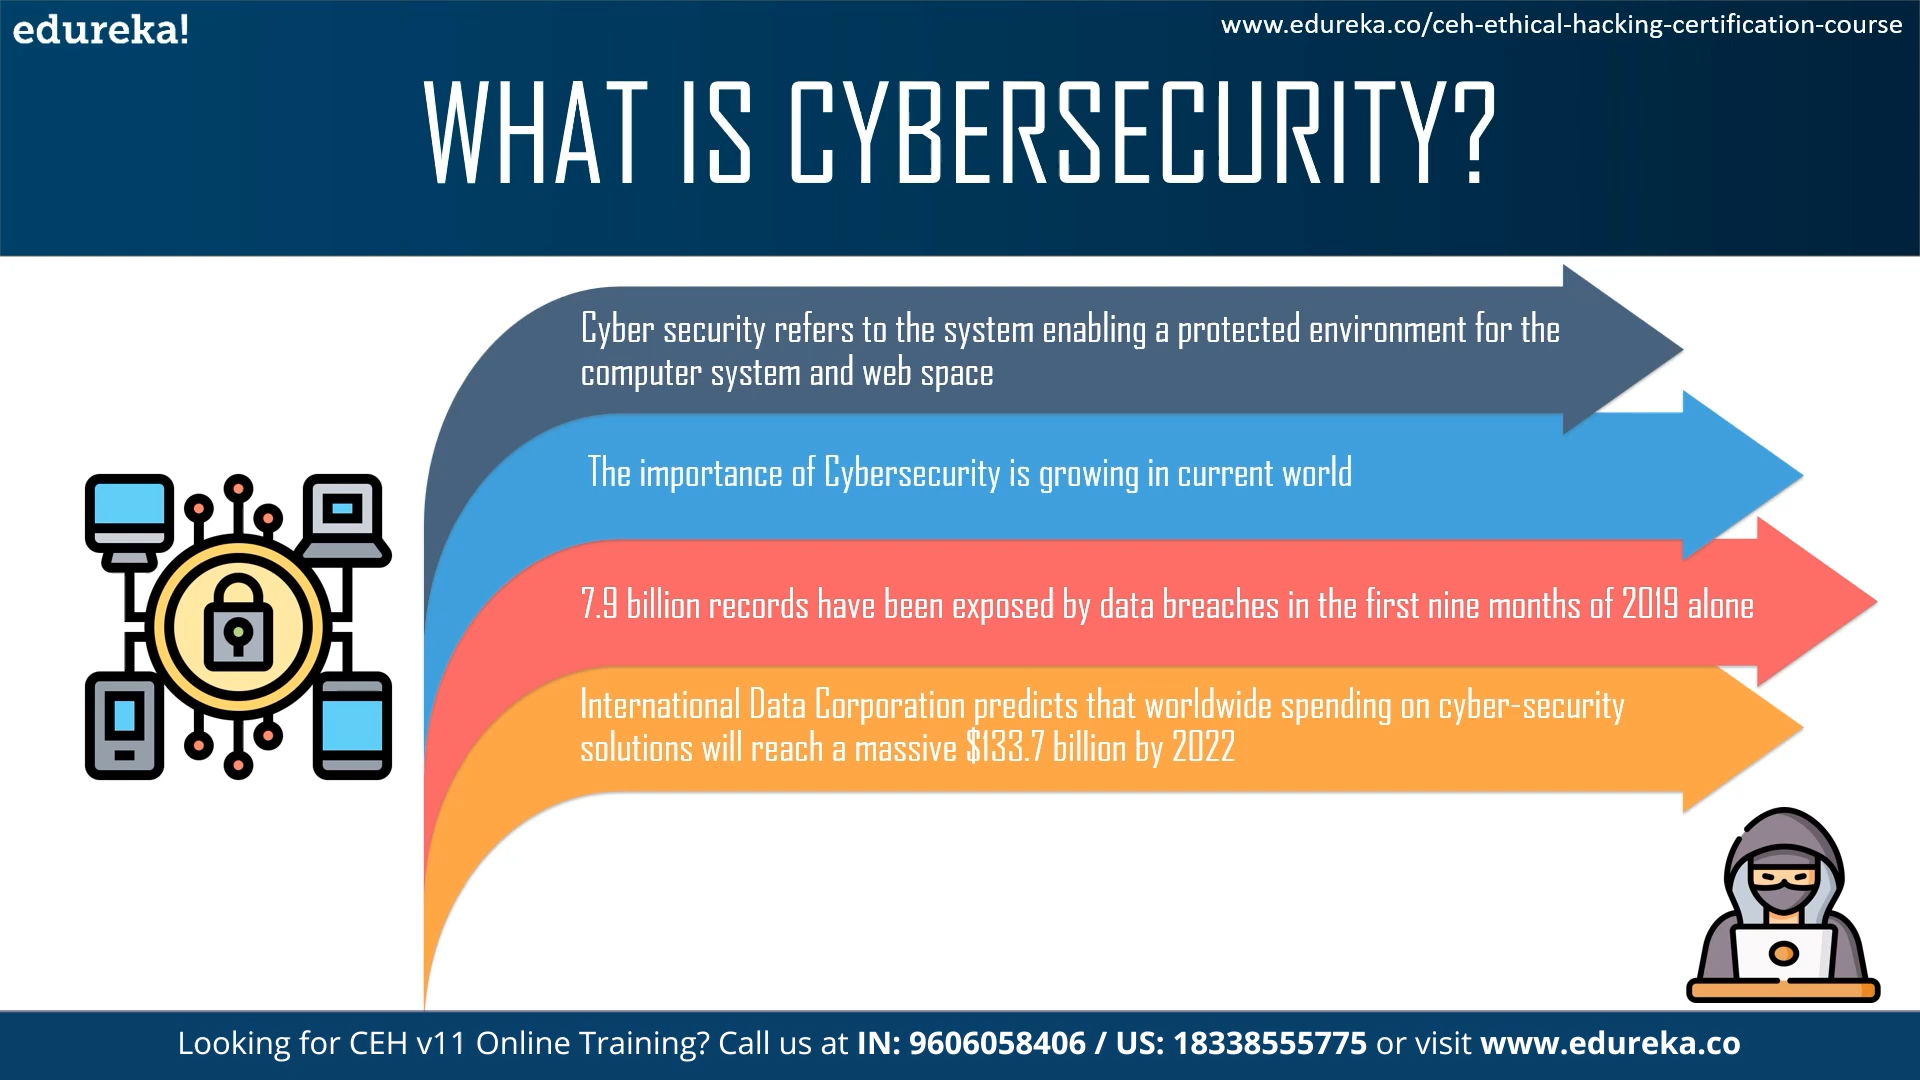 edureka!
www.edureka.co/ceh-ethical-hacking-certification-course
WHAT IS CYBERSECURITY?
Cyber security refers to the system enabling a protected environment for the
computer system and web space
The importance of Cybersecurity is growing in current world
7.9 billion records have been exposed by data breaches in the first nine months of 2019 alone
International Data Corporation predicts that worldwide spending on cyber-security
solutions will reach a massive $133.7 billion by 2022
Looking for CEH v11 Online Training? Call us at IN: 9606058406 / US: 18338555775 or visit www.edureka.co